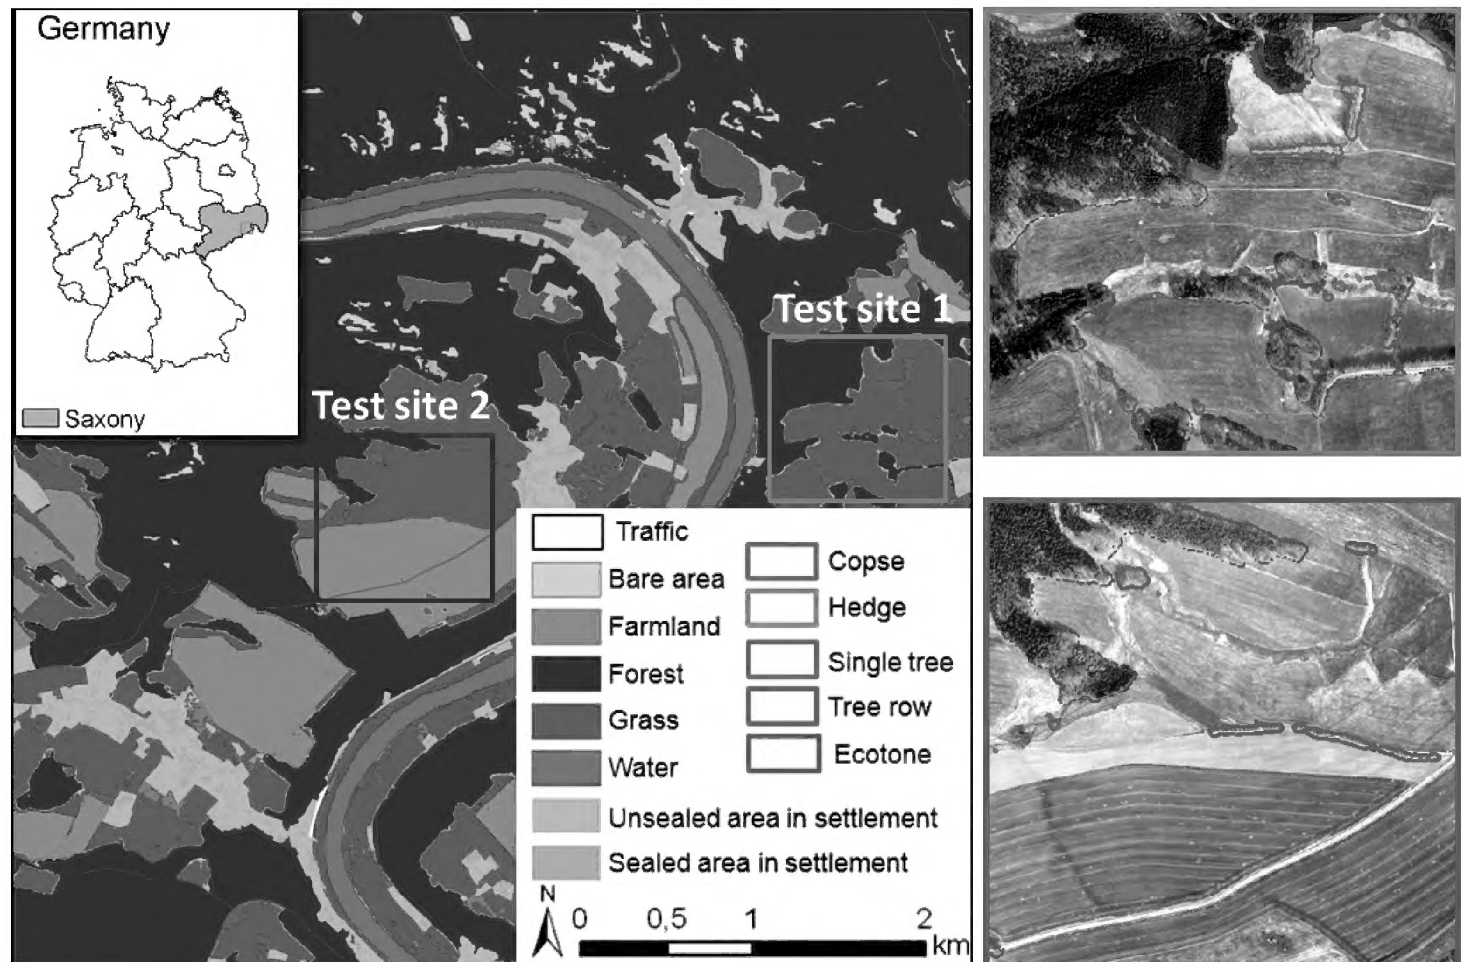 Germany
Saxony
Test site 1
Test site 2
Traffic
Bare area
Farmland
Forest
Grass
Water
Unsealed area in settlement
Sealed area in settlement
Copse
Hedge
Single tree
Tree row
Ecotone
N
0 0,5 1 2
km